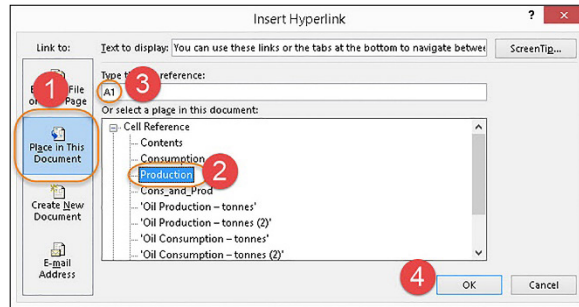 Insert Hyperlink
? ×
Link to:
Text to display: You can use these links or the tabs at the bottom to navigate betwee
ScreenTip...
1
File
Page
Place in This
Document
Create New
Document
E-mail
Address
Type reference:
3
A1
Or select a place in this document:
Cell Reference
Contents
Consumption
Production
2
Cons_and_Prod
'Oil Production – tonnes'
'Oil Production – tonnes (2)'
'Oil Consumption – tonnes'
'Oil Consumption – tonnes (2)'
4
OK
Cancel